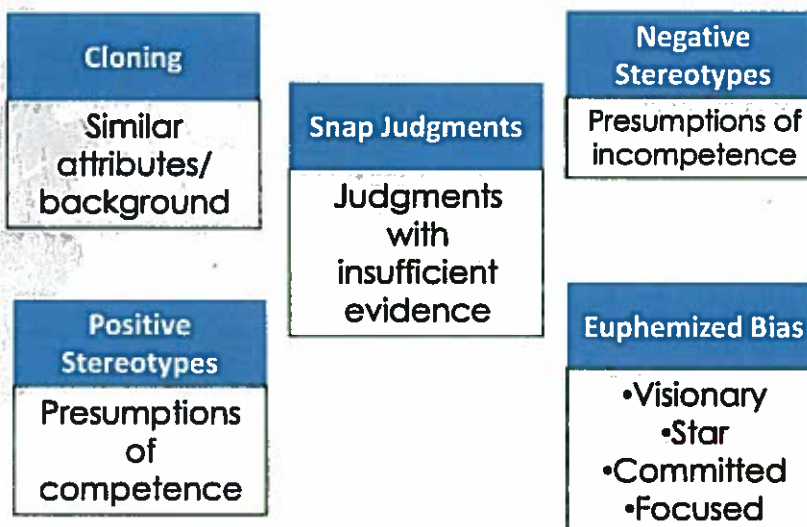 Cloning
Similar
attributes/
background
Positive
Stereotypes
Presumptions
of
competence
Snap Judgments
Judgments
with
insufficient
evidence
Negative
Stereotypes
Presumptions of
incompetence
Euphemized Bias
•Visionary
•Star
•Committed
•Focused